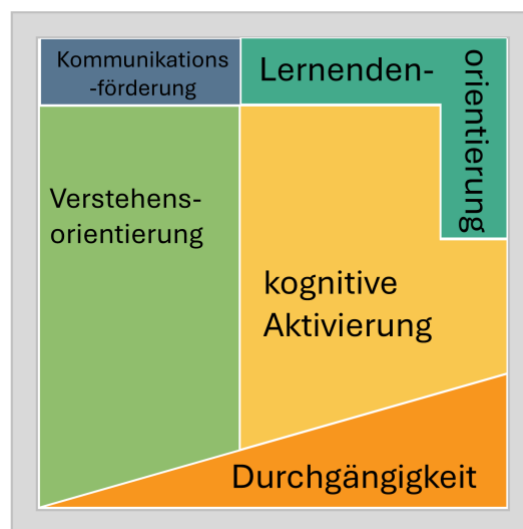 Kommunikations
-förderung
Lernenden-
orientierung
Verstehens-
orientierung
kognitive
Aktivierung
Durchgängigkeit